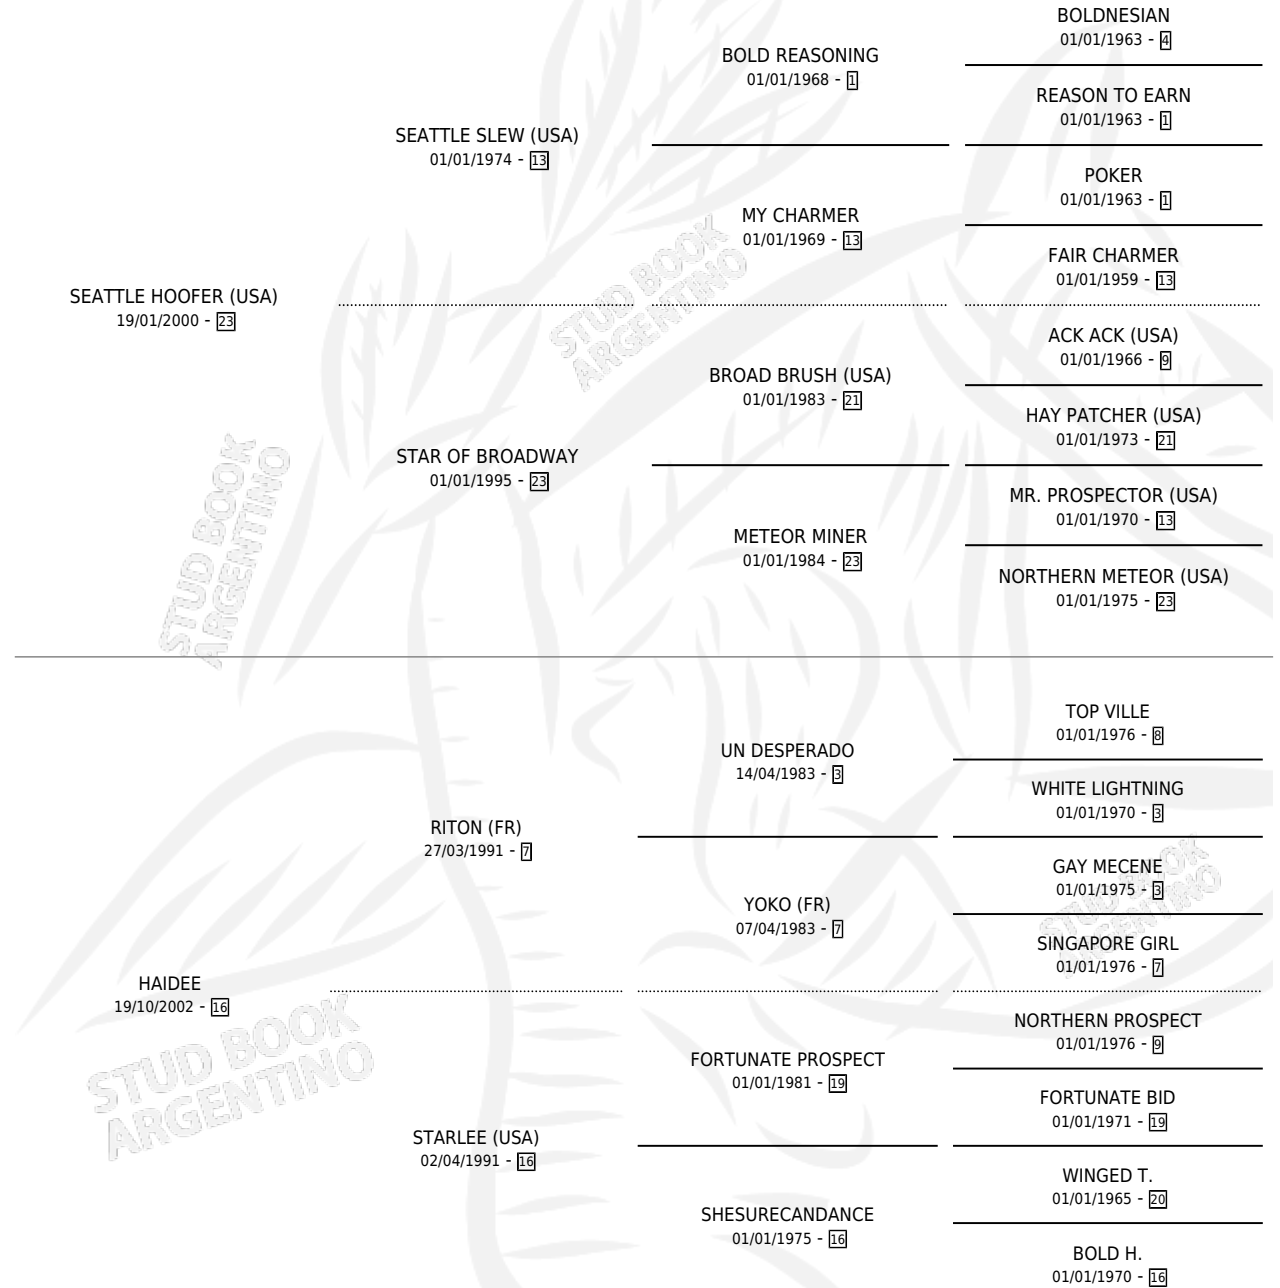 BOLDNESIAN
01/01/1963 - 4
BOLD REASONING
01/01/1968 - 1
REASON TO EARN
01/01/1963 - 1
SEATTLE SLEW (USA)
01/01/1974 - 13
POKER
01/01/1963 - 1
MY CHARMER
01/01/1969 - 13
FAIR CHARMER
01/01/1959 - 13
SEATTLE HOOFER (USA)
19/01/2000 - 23
STUD BOOK
ARGENTINO
ACK ACK (USA)
01/01/1966 - 9
BROAD BRUSH (USA)
01/01/1983 - 21
HAY PATCHER (USA)
01/01/1973 - 21
STAR OF BROADWAY
01/01/1995 - 23
MR. PROSPECTOR (USA)
01/01/1970 - 13
METEOR MINER
01/01/1984 - 23
NORTHERN METEOR (USA)
01/01/1975 - 23
STUD BOOK
ARGENTINO
TOP VILLE
01/01/1976 - 8
UN DESPERADO
14/04/1983 - 3
WHITE LIGHTNING
01/01/1970 - 3
RITON (FR)
27/03/1991 - 7
GAY MECENE
01/01/1975 - 3
YOKO (FR)
07/04/1983 - 7
STUD BOOK
ARGENTINO
SINGAPORE GIRL
01/01/1976 - 7
HAIDEE
19/10/2002 - 16
NORTHERN PROSPECT
01/01/1976 - 9
FORTUNATE PROSPECT
01/01/1981 - 19
STUD BOOK
ARGENTINO
FORTUNATE BID
01/01/1971 - 19
STARLEE (USA)
02/04/1991 - 16
WINGED T.
01/01/1965 - 20
SHESURECANDANCE
01/01/1975 - 16
BOLD H.
01/01/1970 - 16